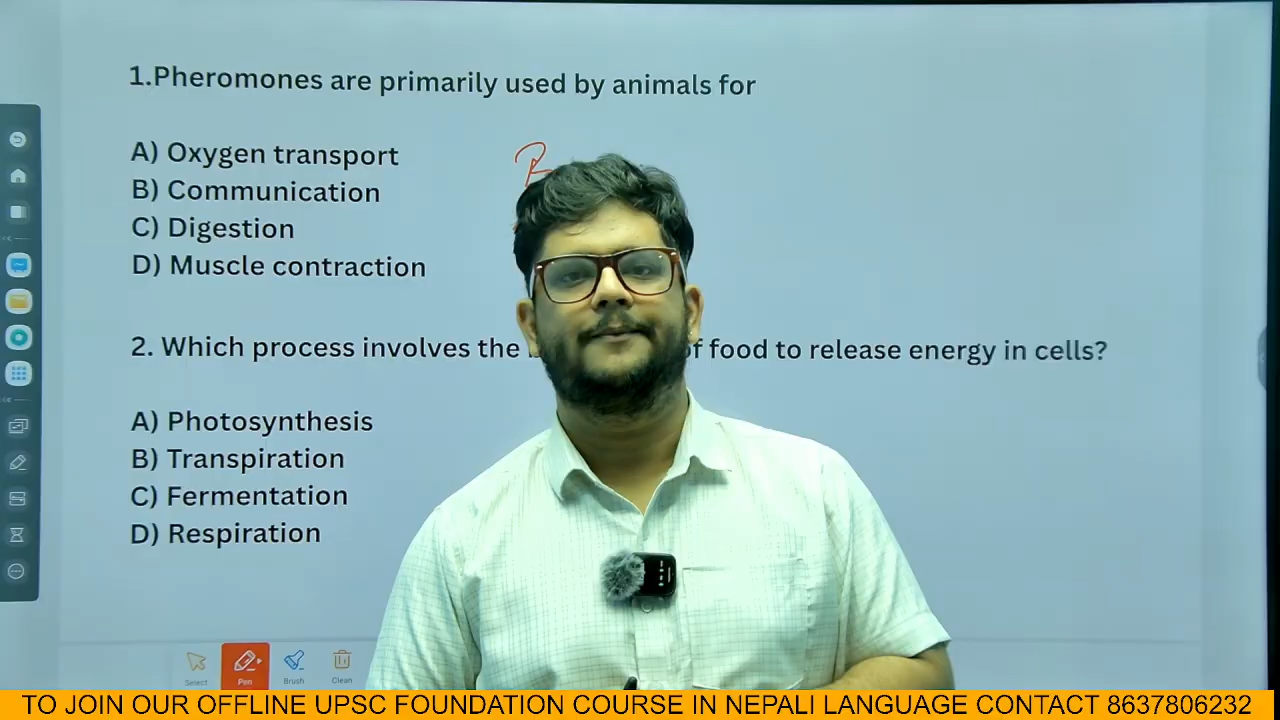 1.Pheromones are primarily used by animals for
A) Oxygen transport
B) Communication
C) Digestion
D) Muscle contraction
2. Which process involves the of food to release energy in cells?
A) Photosynthesis
B) Transpiration
C) Fermentation
D) Respiration
Select
Pen
Brush
Clean
TO JOIN OUR OFFLINE UPSC FOUNDATION COURSE IN NEPALI LANGUAGE CONTACT 8637806232